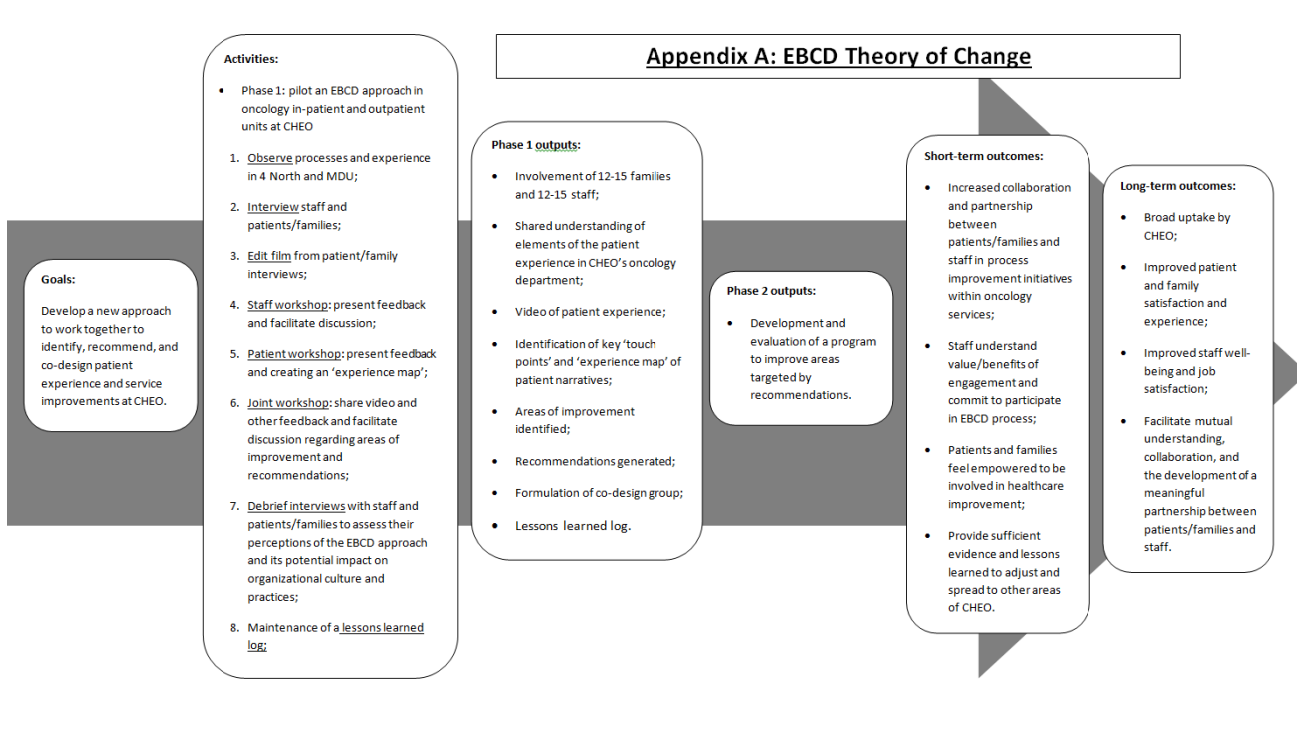 Appendix A: EBCD Theory of Change
Goals:
Develop a new approach
to work together to
identify, recommend, and
co-design patient
experience and service
improvements at CHEO.
Activities:
• Phase 1: pilot an EBCD approach in
oncology in-patient and outpatient
units at CHEO
1. Observe processes and experience
in 4 North and MDU;
2. Interview staff and
patients/families;
3. Edit film from patient/family
interviews;
4. Staff workshop: present feedback
and facilitate discussion;
5. Patient workshop: present feedback
and creating an ‘experience map’;
6. Joint workshop: share video and
other feedback and facilitate
discussion regarding areas of
improvement and
recommendations;
7. Debrief interviews with staff and
patients/families to assess their
perceptions of the EBCD approach
and its potential impact on
organizational culture and
practices;
8. Maintenance of a lessons learned
log;
Phase 1 outputs:
• Involvement of 12-15 families
and 12-15 staff;
• Shared understanding of
elements of the patient
experience in CHEO’s oncology
department;
• Video of patient experience;
• Identification of key ‘touch
points’ and ‘experience map’ of
patient narratives;
• Areas of improvement
identified;
• Recommendations generated;
• Formulation of co-design group;
• Lessons learned log.
Phase 2 outputs:
• Development and
evaluation of a program
to improve areas
targeted by
recommendations.
Short-term outcomes:
• Increased collaboration
and partnership
between
patients/families and
staff in process
improvement initiatives
within oncology
services;
• Staff understand
value/benefits of
engagement and
commit to participate
in EBCD process;
• Patients and families
feel empowered to be
involved in healthcare
improvement;
• Provide sufficient
evidence and lessons
learned to adjust and
spread to other areas
of CHEO.
Long-term outcomes:
• Broad uptake by
CHEO;
• Improved patient
and family
satisfaction and
experience;
• Improved staff well-
being and job
satisfaction;
• Facilitate mutual
understanding,
collaboration, and
the development of a
meaningful
partnership between
patients/families and
staff.